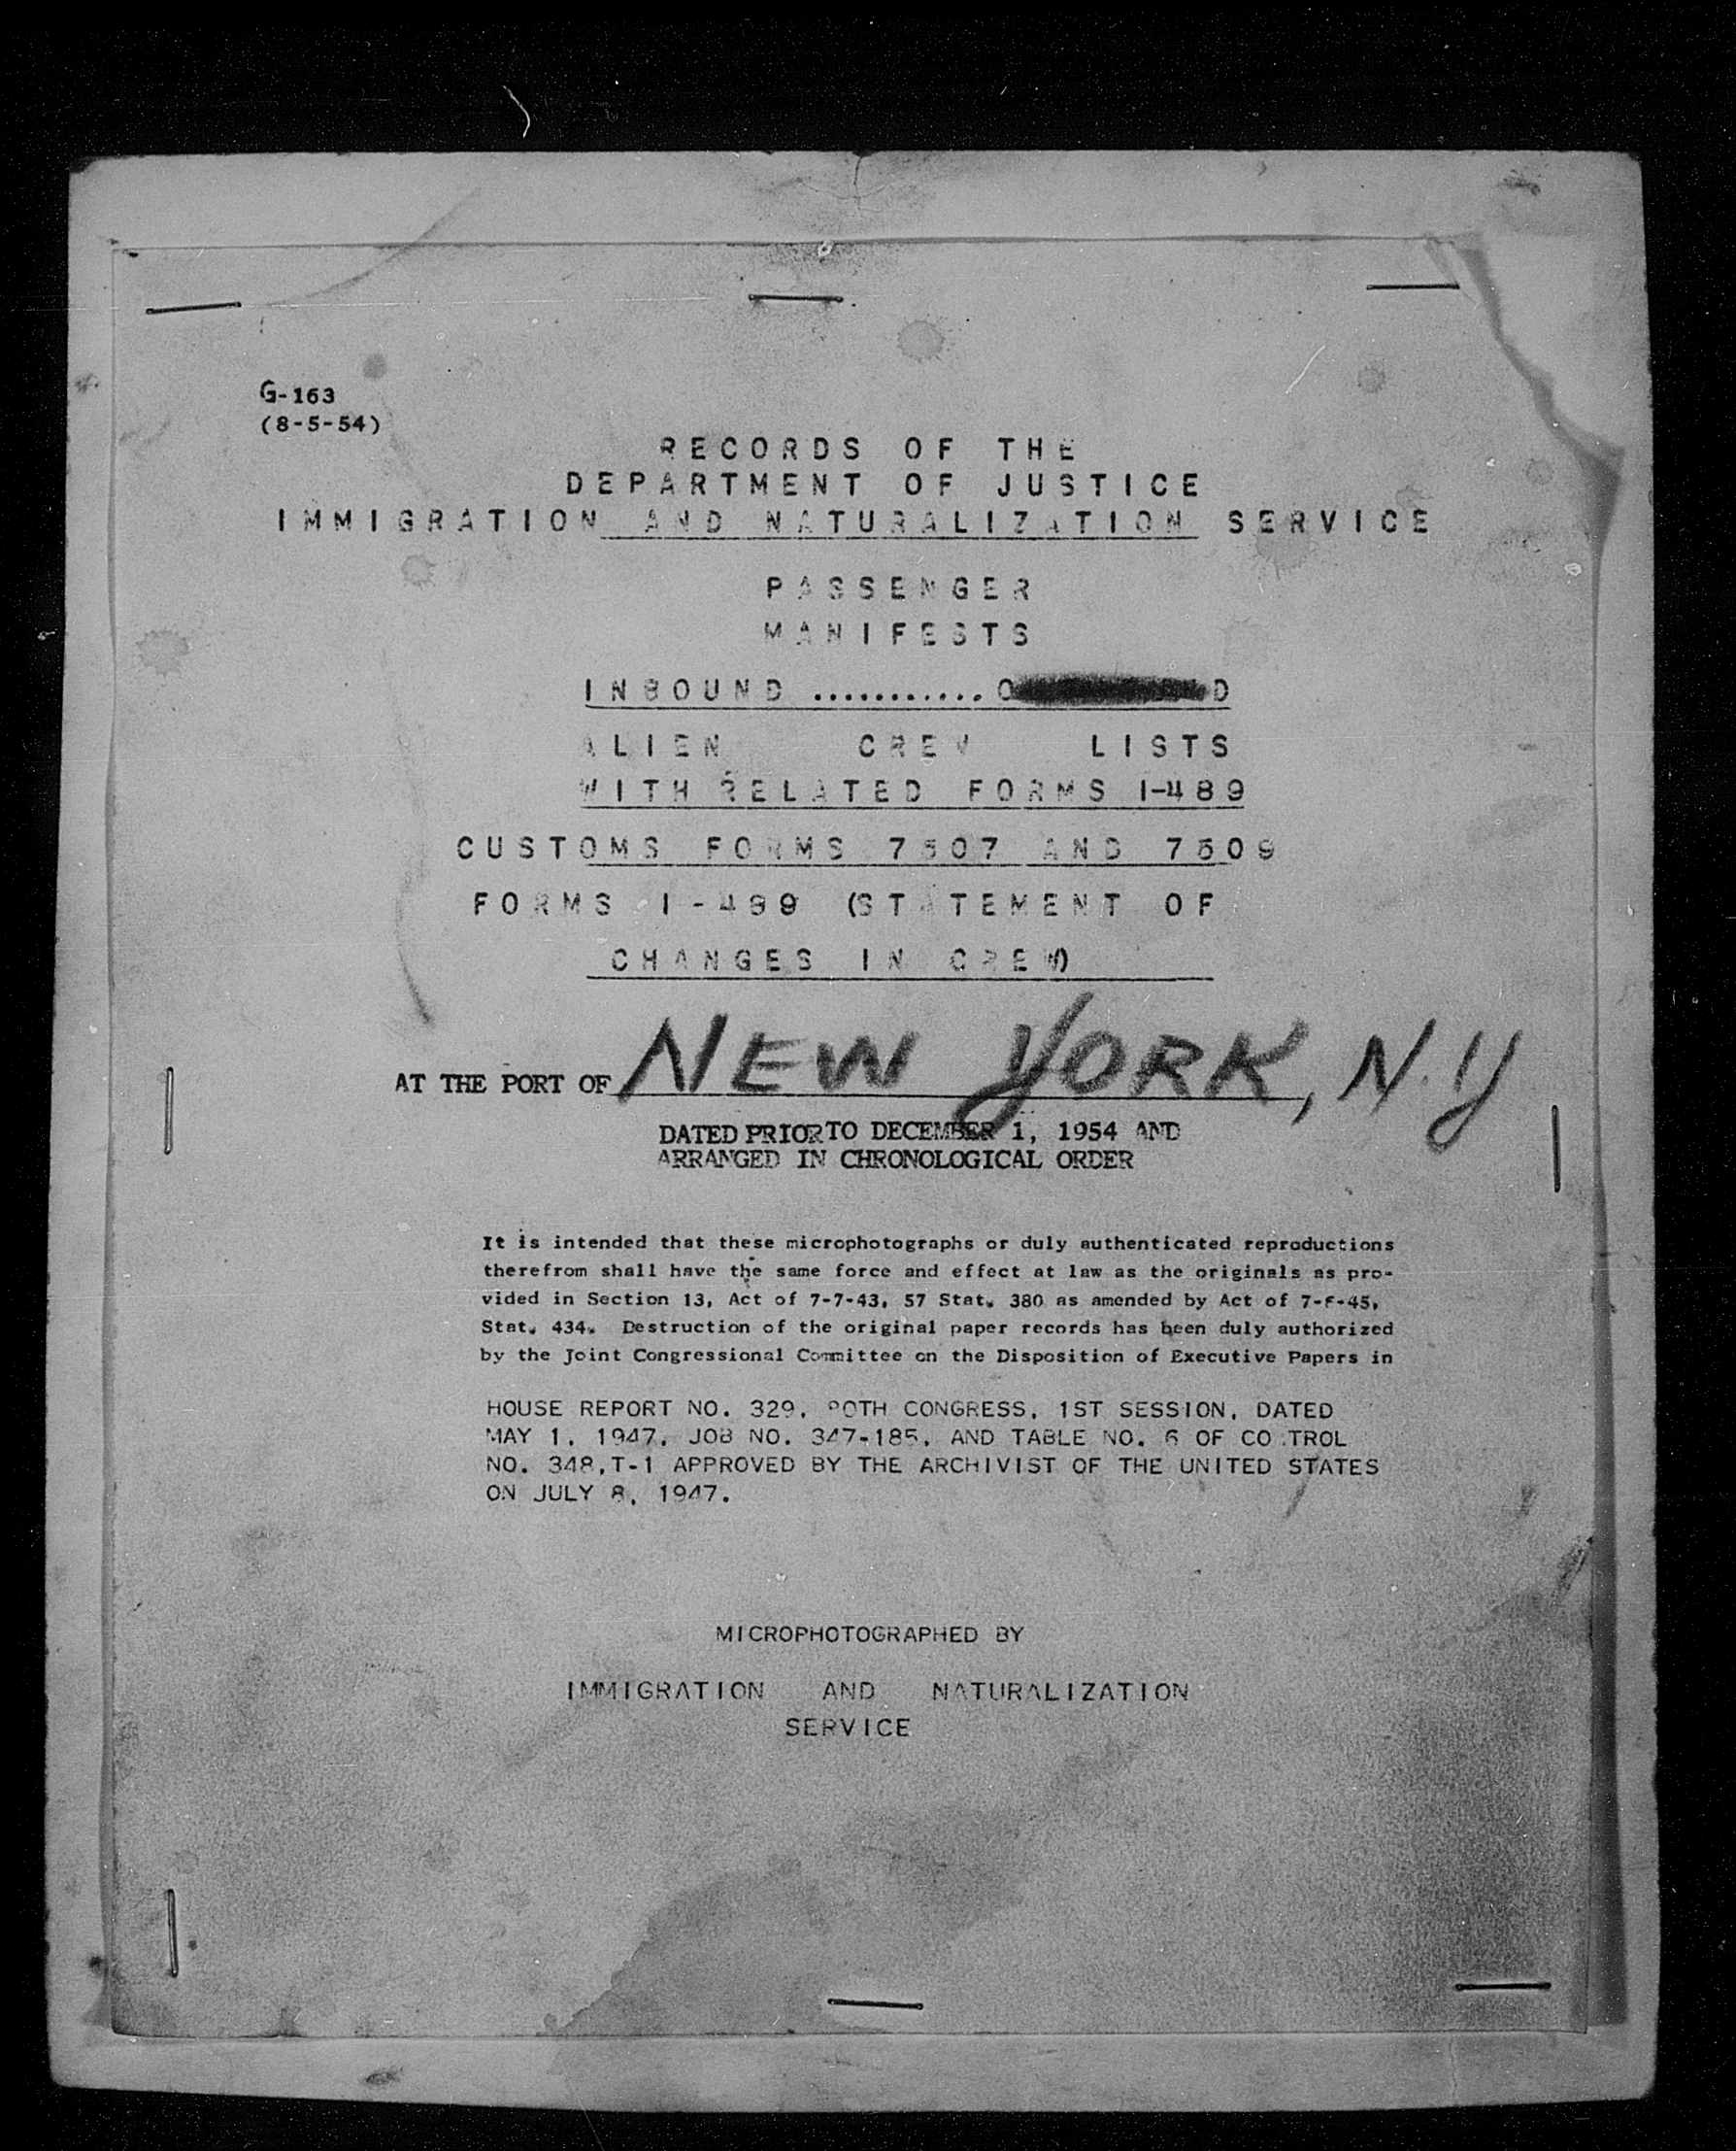 G-163
(8-5-54)
RECORDS OF THE
DEPARTMENT OF JUSTICE
IMMIGRATION AND NATURALIZATION SERVICE
PASSENGER
MANIFESTS
INBOUND ...........
ALIEN CREW LISTS
WITH RELATED FORMS I-489
CUSTOMS FORMS 7507 AND 7509
FORMS I-499 (STATEMENT OF
CHANGES IN CREW)
AT THE PORT OF NEW YORK, N.Y
DATED PRIOR TO DECEMBER 1, 1954 AND
ARRANGED IN CHRONOLOGICAL ORDER
It is intended that these microphotographs or duly authenticated reproductions
therefrom shall have the same force and effect at law as the originals as pro-
vided in Section 13, Act of 7-7-43, 57 Stat. 380 as amended by Act of
Stat. 434. Destruction of the original paper records has been duly authorized
by the Joint Congressional Committee on the Disposition of Executive Papers in
HOUSE REPORT NO. 329, 80TH CONGRESS, 1ST SESSION, DATED
MAY 1, 1947, JOB NO. 347-185, AND TABLE NO. 6 OF CO TROL
NO. 348,T-1 APPROVED BY THE ARCHIVIST OF THE UNITED STATES
ON JULY 8, 1947.
MICROPHOTOGRAPHED BY
IMMIGRATION AND NATURALIZATION
SERVICE